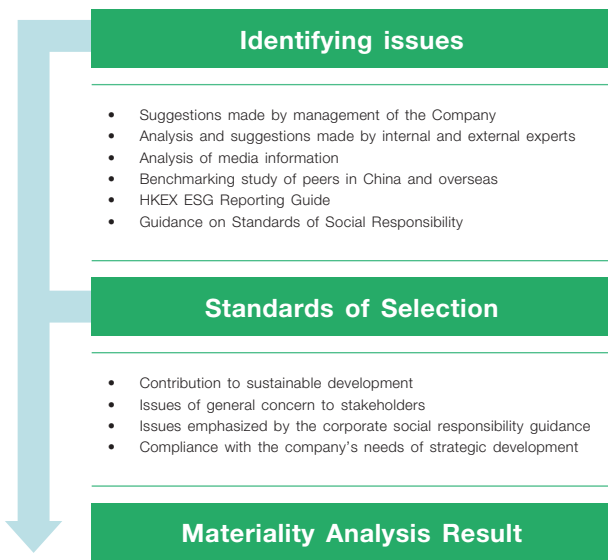 Identifying issues
• Suggestions made by management of the Company
• Analysis and suggestions made by internal and external experts
• Analysis of media information
• Benchmarking study of peers in China and overseas
• HKEX ESG Reporting Guide
• Guidance on Standards of Social Responsibility
Standards of Selection
• Contribution to sustainable development
• Issues of general concern to stakeholders
• Issues emphasized by the corporate social responsibility guidance
• Compliance with the company's needs of strategic development
Materiality Analysis Result